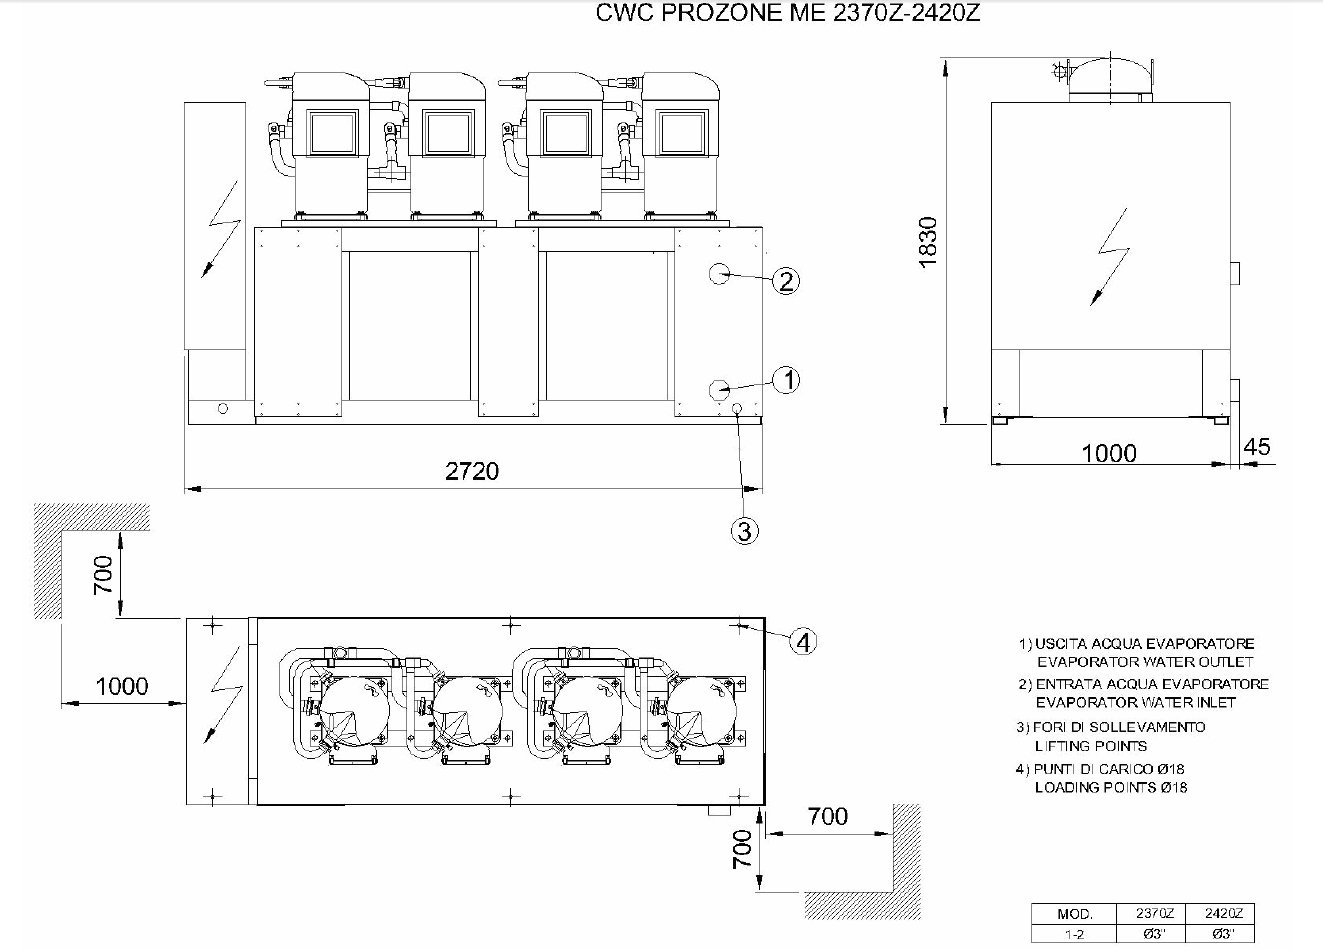 CWC PROZONE ME 2370Z-2420Z
2
1
3
2720
1830
1000
45
700
1000
4
700
700
1) USCITA ACQUA EVAPORATORE
EVAPORATOR WATER OUTLET
2) ENTRATA ACQUA EVAPORATORE
EVAPORATOR WATER INLET
3) FORI DI SOLLEVAMENTO
LIFTING POINTS
4) PUNTI DI CARICO Ø18
LOADING POINTS Ø18
MOD. 2370Z 2420Z
1-2 Ø3" Ø3"